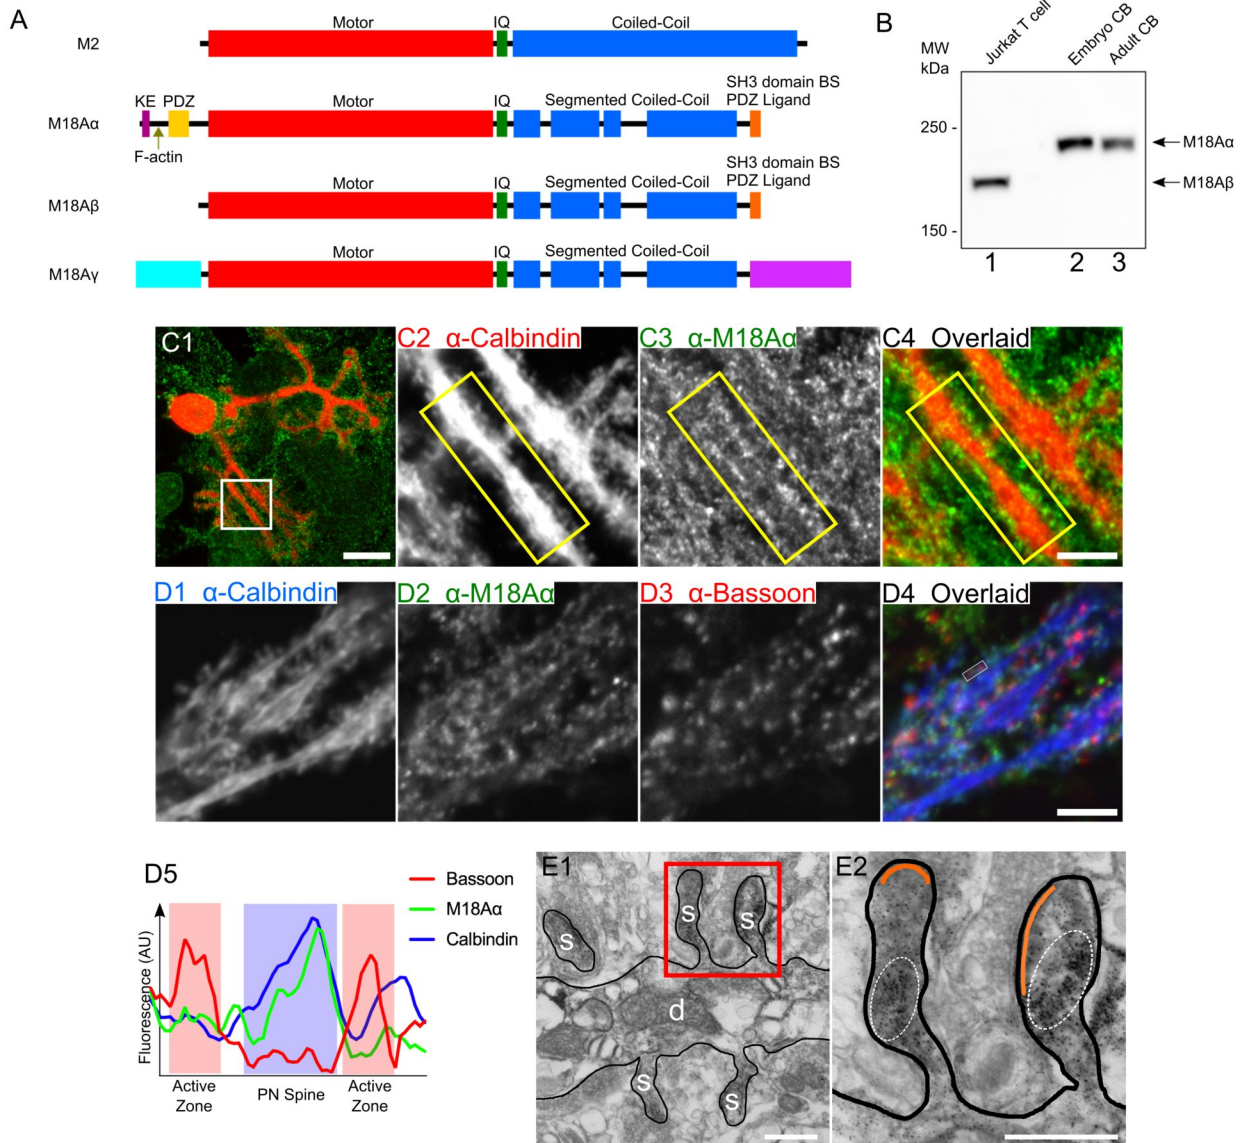 A
M2
Motor
IQ
Coiled-Coil
M18Aα
KE PDZ
Motor
IQ
Segmented Coiled-Coil
SH3 domain BS
PDZ Ligand
F-actin
M18Aβ
Motor
IQ
Segmented Coiled-Coil
SH3 domain BS
PDZ Ligand
M18Aγ
Motor
IQ
Segmented Coiled-Coil
B
MW
kDa
Jurkat T cell
Embryo CB
Adult CB
250 -
150 -
M18Aα
M18Aβ
1 2 3
C1
C2 α-Calbindin
C3 α-M18Aα
C4 Overlaid
D1 α-Calbindin
D2 α-M18Aα
D3 α-Bassoon
D4 Overlaid
D5
Bassoon
M18Aα
Calbindin
Fluorescence (AU)
Active
Zone
PN Spine
Active
Zone
E1
s
s
s
d
s
s
E2